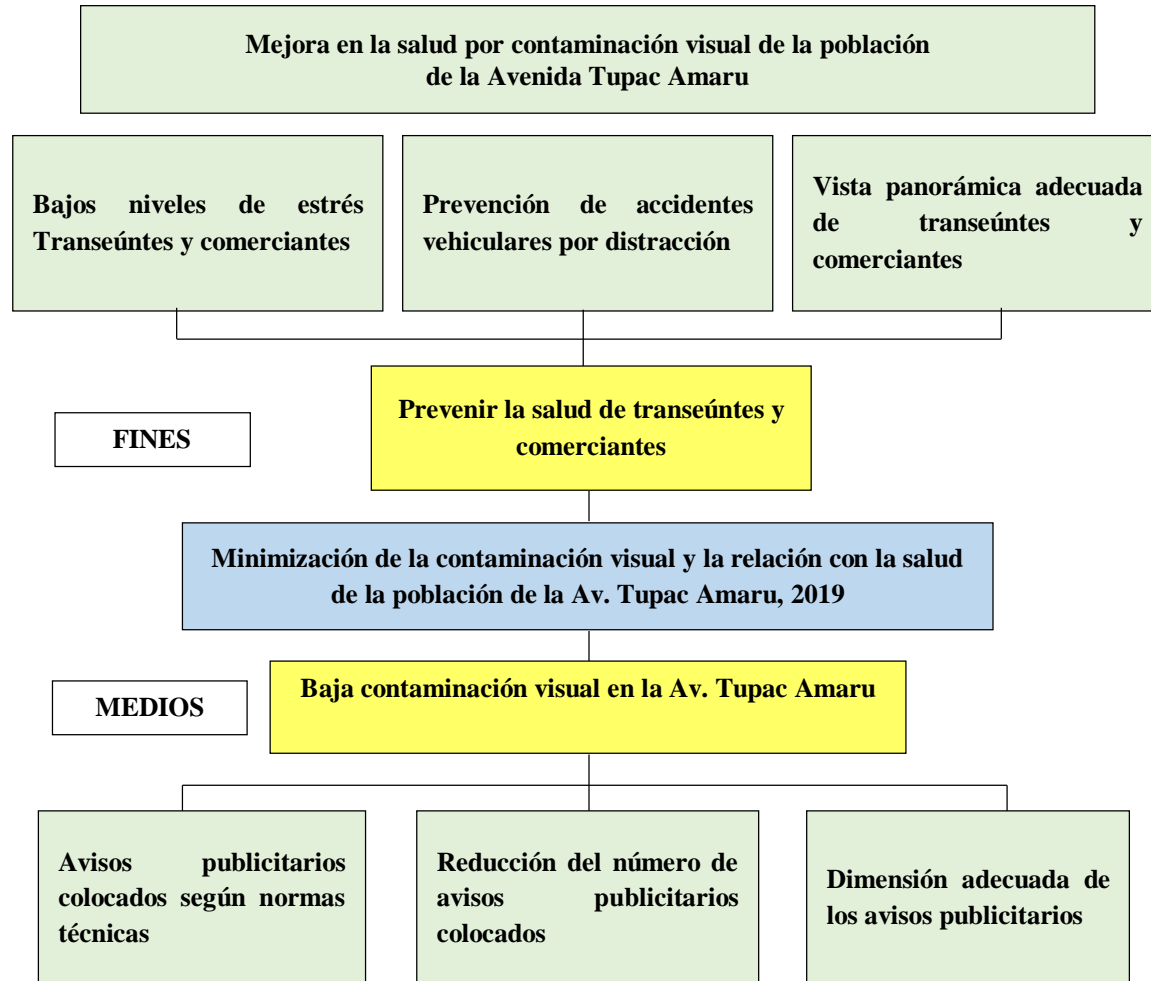 Mejora en la salud por contaminación visual de la población
de la Avenida Tupac Amaru
Bajos niveles de estrés
Transeúntes y comerciantes
Prevención de accidentes
vehiculares por distracción
Vista panorámica adecuada
de transeúntes y
comerciantes
Prevenir la salud de transeúntes y
comerciantes
FINES
Minimización de la contaminación visual y la relación con la salud
de la población de la Av. Tupac Amaru, 2019
Baja contaminación visual en la Av. Tupac Amaru
MEDIOS
Avisos publicitarios
colocados según normas
técnicas
Reducción del número de
avisos publicitarios
colocados
Dimensión adecuada de
los avisos publicitarios